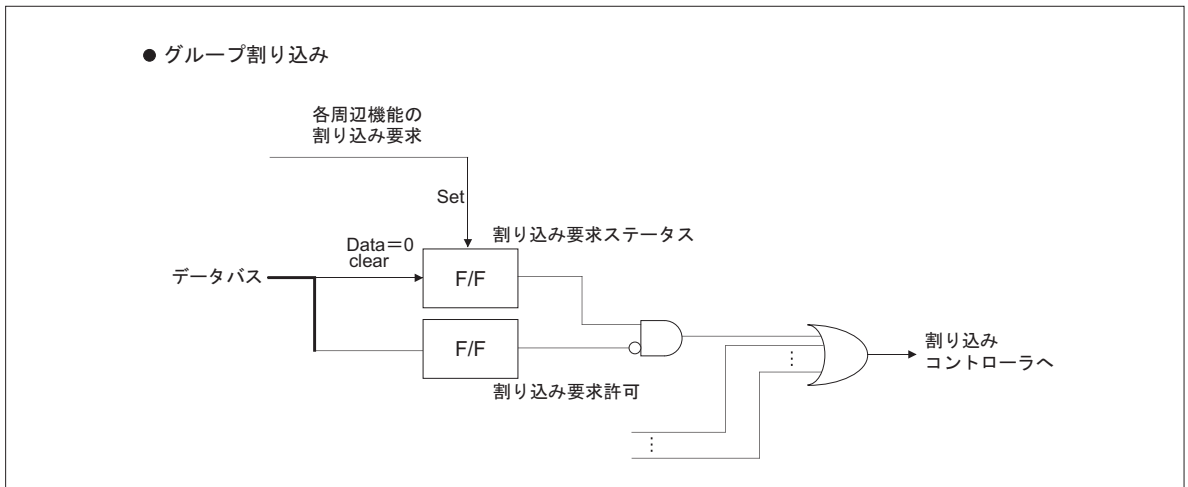 ● グループ割り込み
各周辺機能の
割り込み要求
Set
割り込み要求ステータス
Data＝0
clear
データバス
F/F
F/F
割り込み要求許可
割り込み
コントローラへ
⋮
⋮